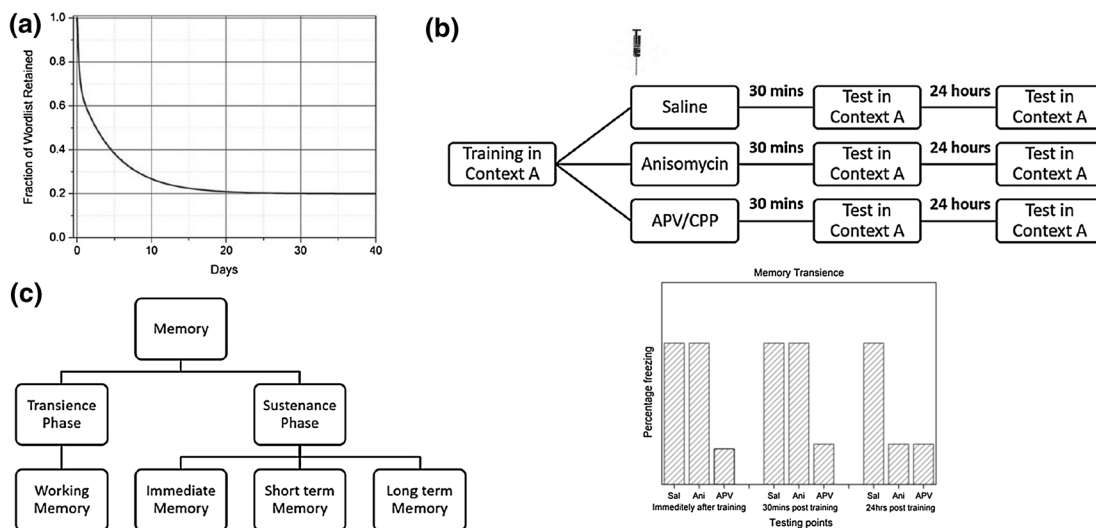 (a)
1.0
0.8
0.6
0.4
0.2
0.0
Fraction of Wordlist Retained
0
10
20
30
40
Days
(b)
Training in
Context A
Saline
30 mins
Test in
Context A
24 hours
Test in
Context A
Anisomycin
30 mins
Test in
Context A
24 hours
Test in
Context A
APV/CPP
30 mins
Test in
Context A
24 hours
Test in
Context A
Memory Transience
Percentage freezing
Sal Ani APV Sal Ani APV Sal Ani APV
Immeditely after training 30mins post training 24hrs post training
Testing points
(c)
Memory
Transience
Phase
Sustenance
Phase
Working
Memory
Immediate
Memory
Short term
Memory
Long term
Memory